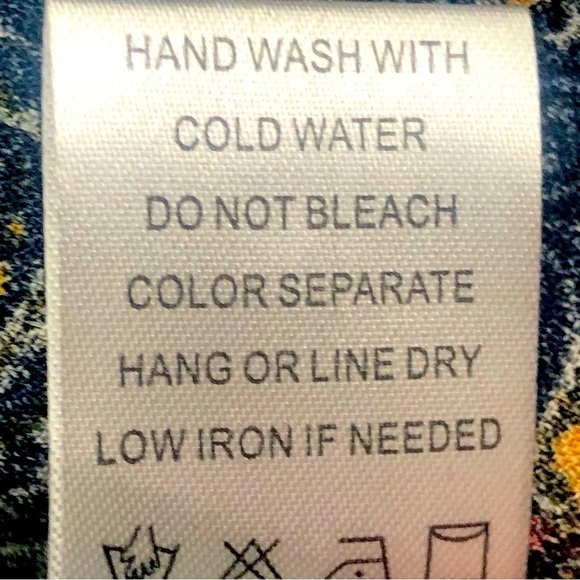 HAND WASH WITH
COLD WATER
DO NOT BLEACH
COLOR SEPARATE
HANG OR LINE DRY
LOW IRON IF NEEDED